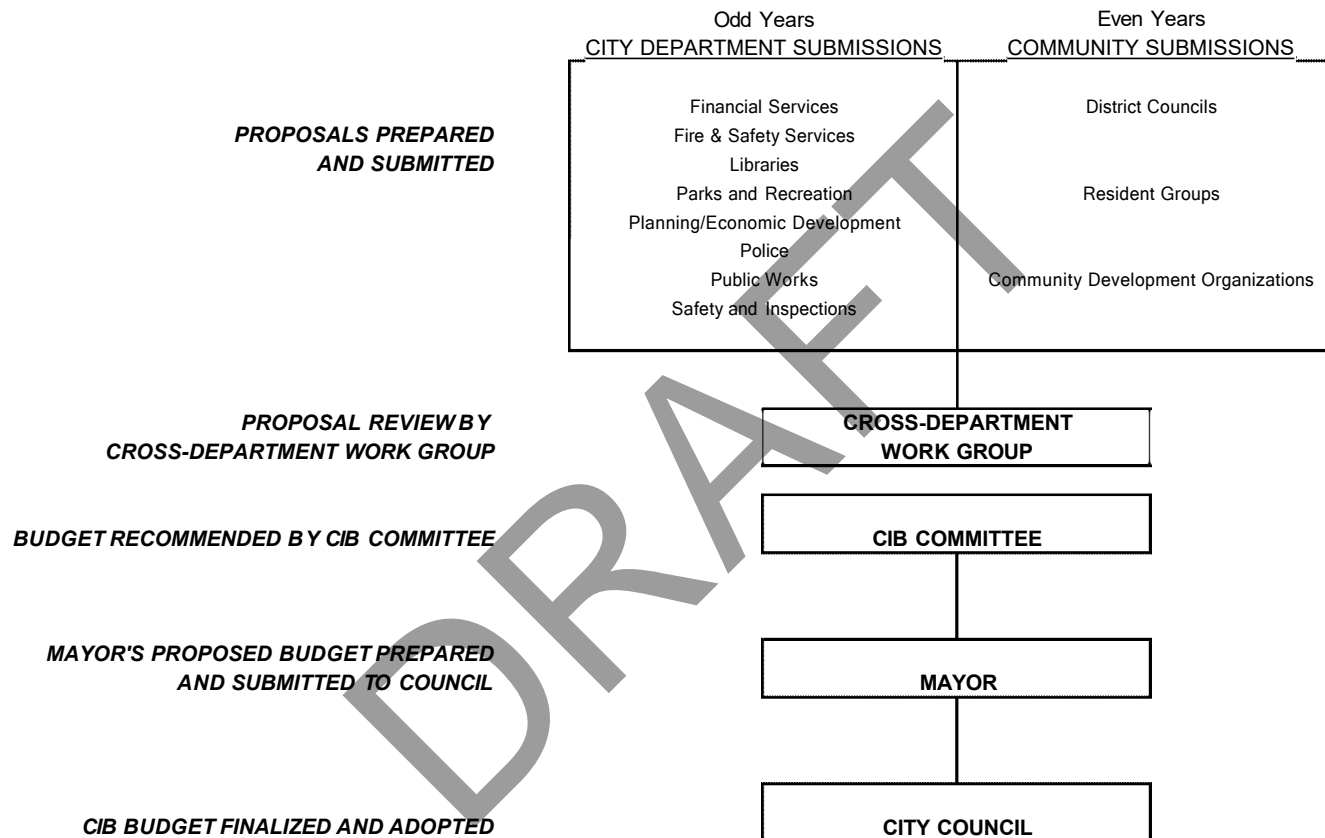 Odd Years
CITY DEPARTMENT SUBMISSIONS
Even Years
COMMUNITY SUBMISSIONS
PROPOSALS PREPARED
AND SUBMITTED
Financial Services
Fire & Safety Services
Libraries
Parks and Recreation
Planning/Economic Development
Police
Public Works
Safety and Inspections
District Councils
Resident Groups
Community Development Organizations
PROPOSAL REVIEW BY
CROSS-DEPARTMENT WORK GROUP
CROSS-DEPARTMENT
WORK GROUP
BUDGET RECOMMENDED BY CIB COMMITTEE
CIB COMMITTEE
MAYOR'S PROPOSED BUDGET PREPARED
AND SUBMITTED TO COUNCIL
MAYOR
CIB BUDGET FINALIZED AND ADOPTED
CITY COUNCIL
DRAFT